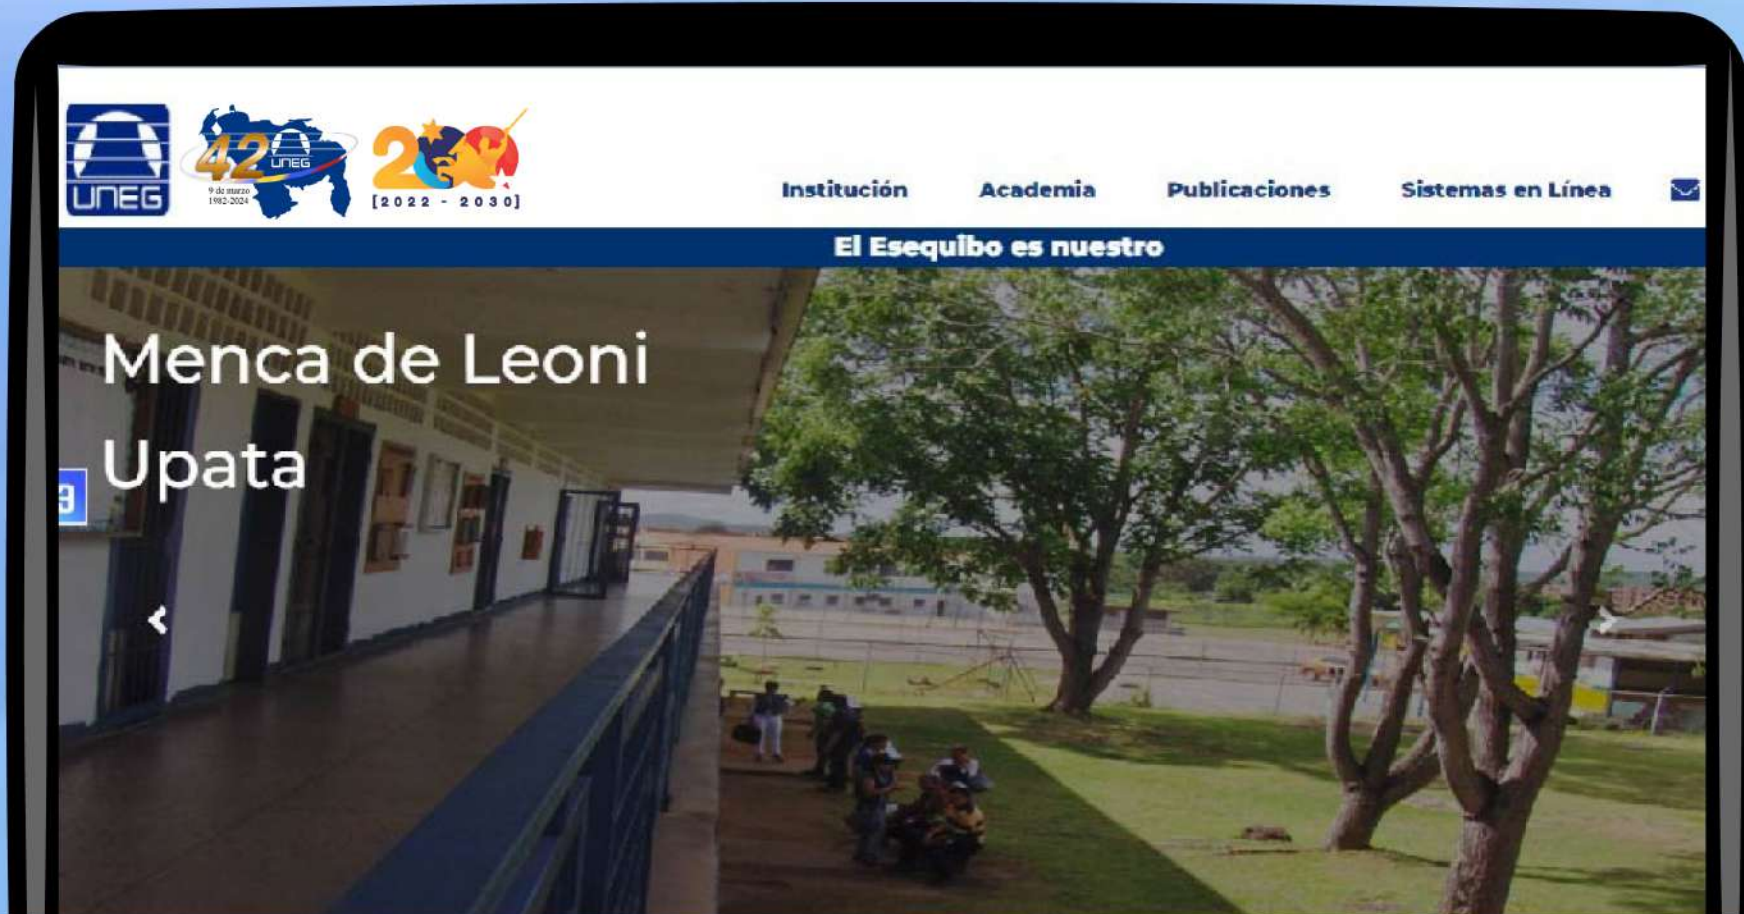 UNEG
42
UNEG
9 de marzo
1982-2024
200
[2022 - 2030]
Institución Academia Publicaciones Sistemas en Línea
El Esequibo es nuestro
Menca de Leoni
Upata